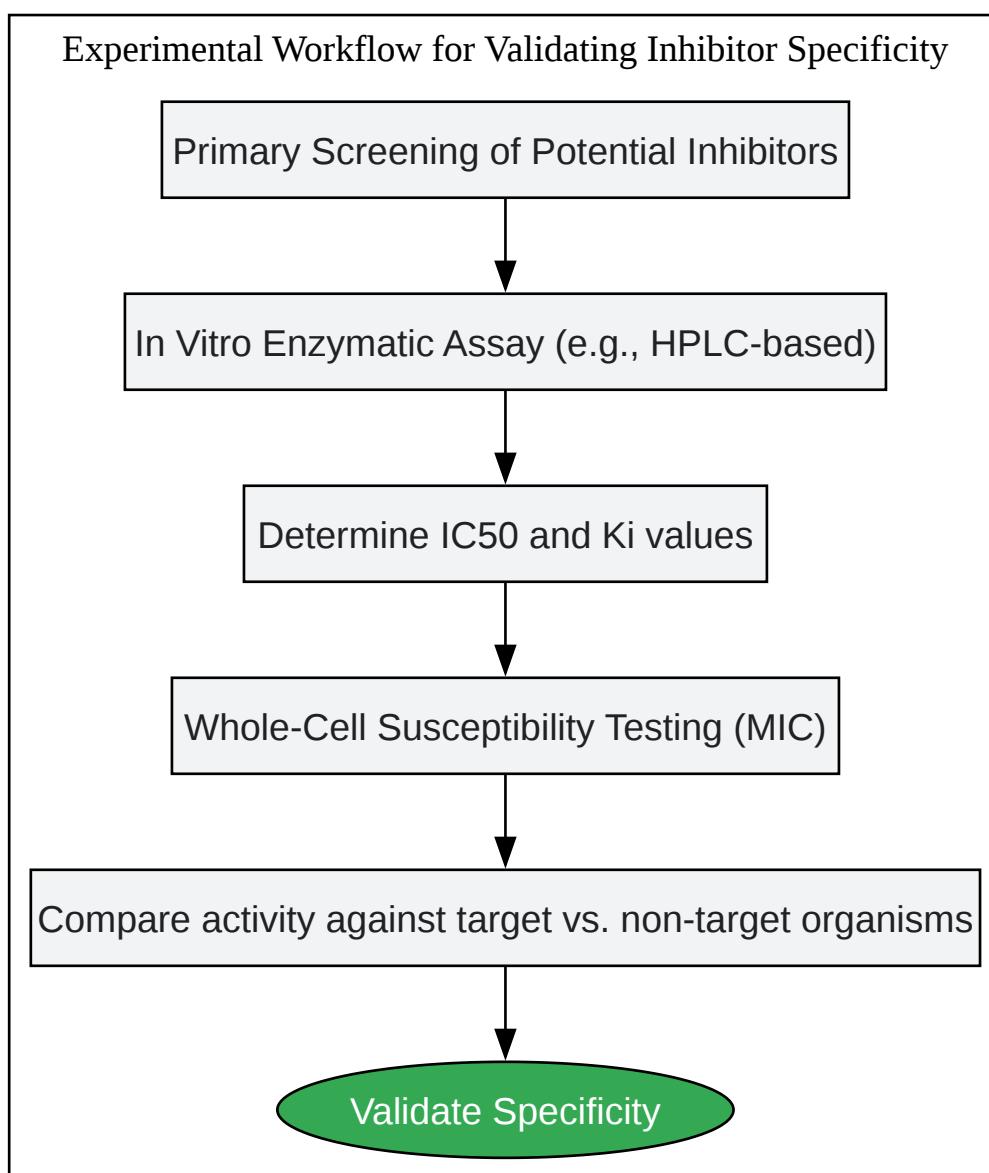 Experimental Workflow for Validating Inhibitor Specificity
Primary Screening of Potential Inhibitors
In Vitro Enzymatic Assay (e.g., HPLC-based)
Determine IC50 and Ki values
Whole-Cell Susceptibility Testing (MIC)
Compare activity against target vs. non-target organisms
Validate Specificity